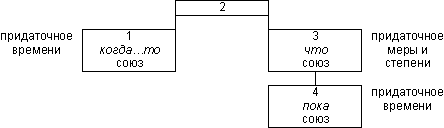 2
придаточное
времени
1
когда...то
союз
3
что
союз
придаточное
меры и
степени
4
пока
союз
придаточное
времени